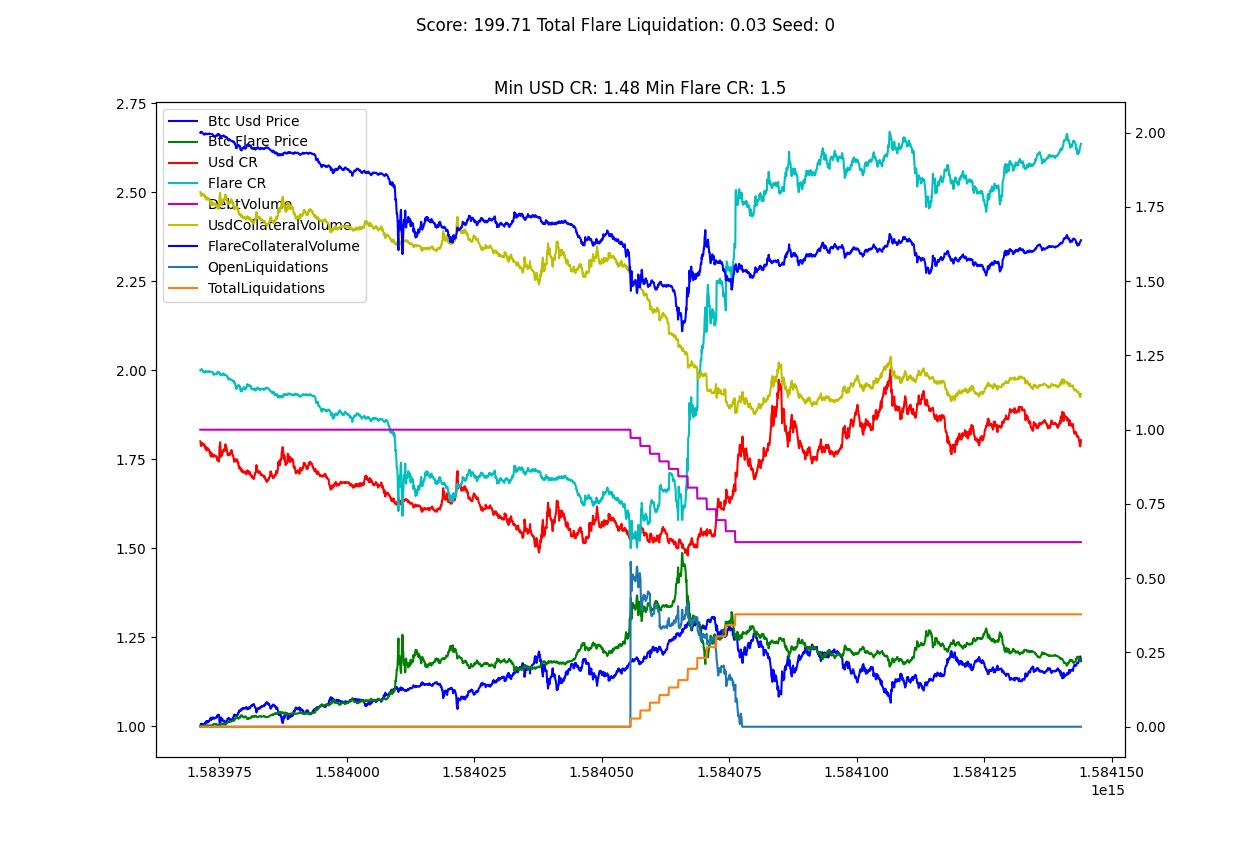 Score: 199.71 Total Flare Liquidation: 0.03 Seed: 0
Min USD CR: 1.48 Min Flare CR: 1.5
2.75
2.50
2.25
2.00
1.75
1.50
1.25
1.00
Btc Usd Price
Btc Flare Price
Usd CR
Flare CR
DebtVolume
UsdCollateralVolume
FlareCollateralVolume
OpenLiquidations
TotalLiquidations
2.00
1.75
1.50
1.25
1.00
0.75
0.50
0.25
0.00
1.583975 1.584000 1.584025 1.584050 1.584075 1.584100 1.584125 1.584150
1e15